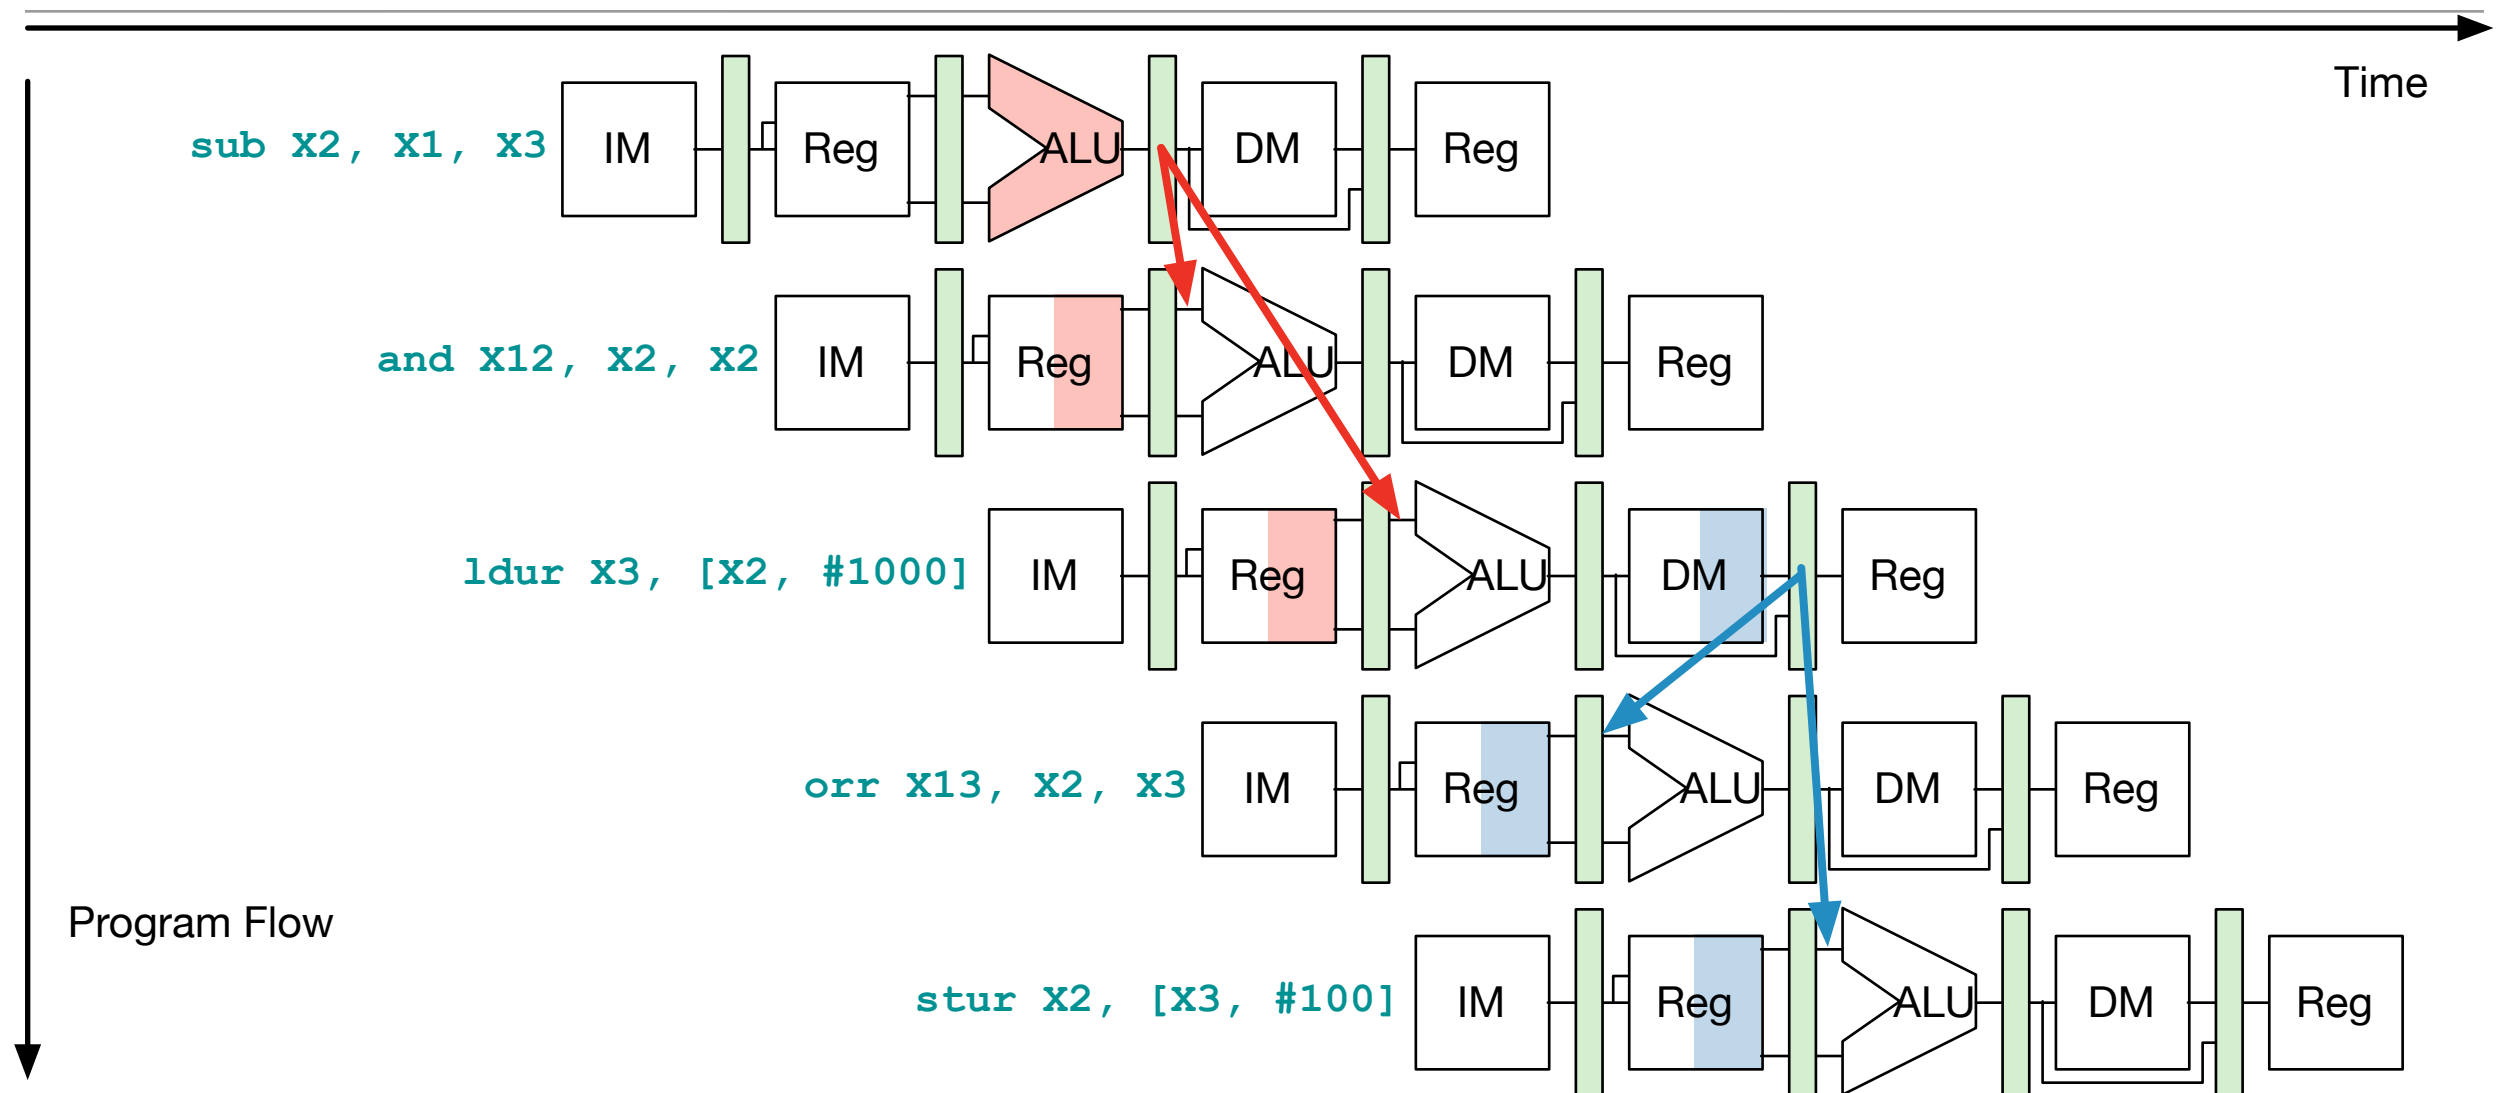 Time
sub X2, X1, X3 IM Reg ALU DM Reg
and X12, X2, X2 IM Reg ALU DM Reg
ldur X3, [X2, #1000] IM Reg ALU DM Reg
orr X13, X2, X3 IM Reg ALU DM Reg
Program Flow
stur X2, [X3, #100] IM Reg ALU DM Reg